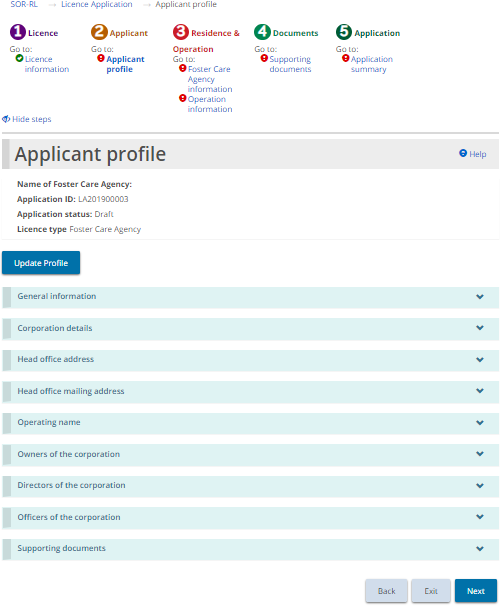 SOR-RL → Licence Application → Applicant profile
1 Licence
Go to:
Licence
information
2 Applicant
Go to:
Applicant
profile
3 Residence &
Operation
Go to:
Foster Care
Agency
information
Operation
information
4 Documents
Go to:
Supporting
documents
5 Application
Go to:
Application
summary
Hide steps
Applicant profile
Help
Name of Foster Care Agency:
Application ID: LA201900003
Application status: Draft
Licence type Foster Care Agency
Update Profile
General information
Corporation details
Head office address
Head office mailing address
Operating name
Owners of the corporation
Directors of the corporation
Officers of the corporation
Supporting documents
Back Exit Next